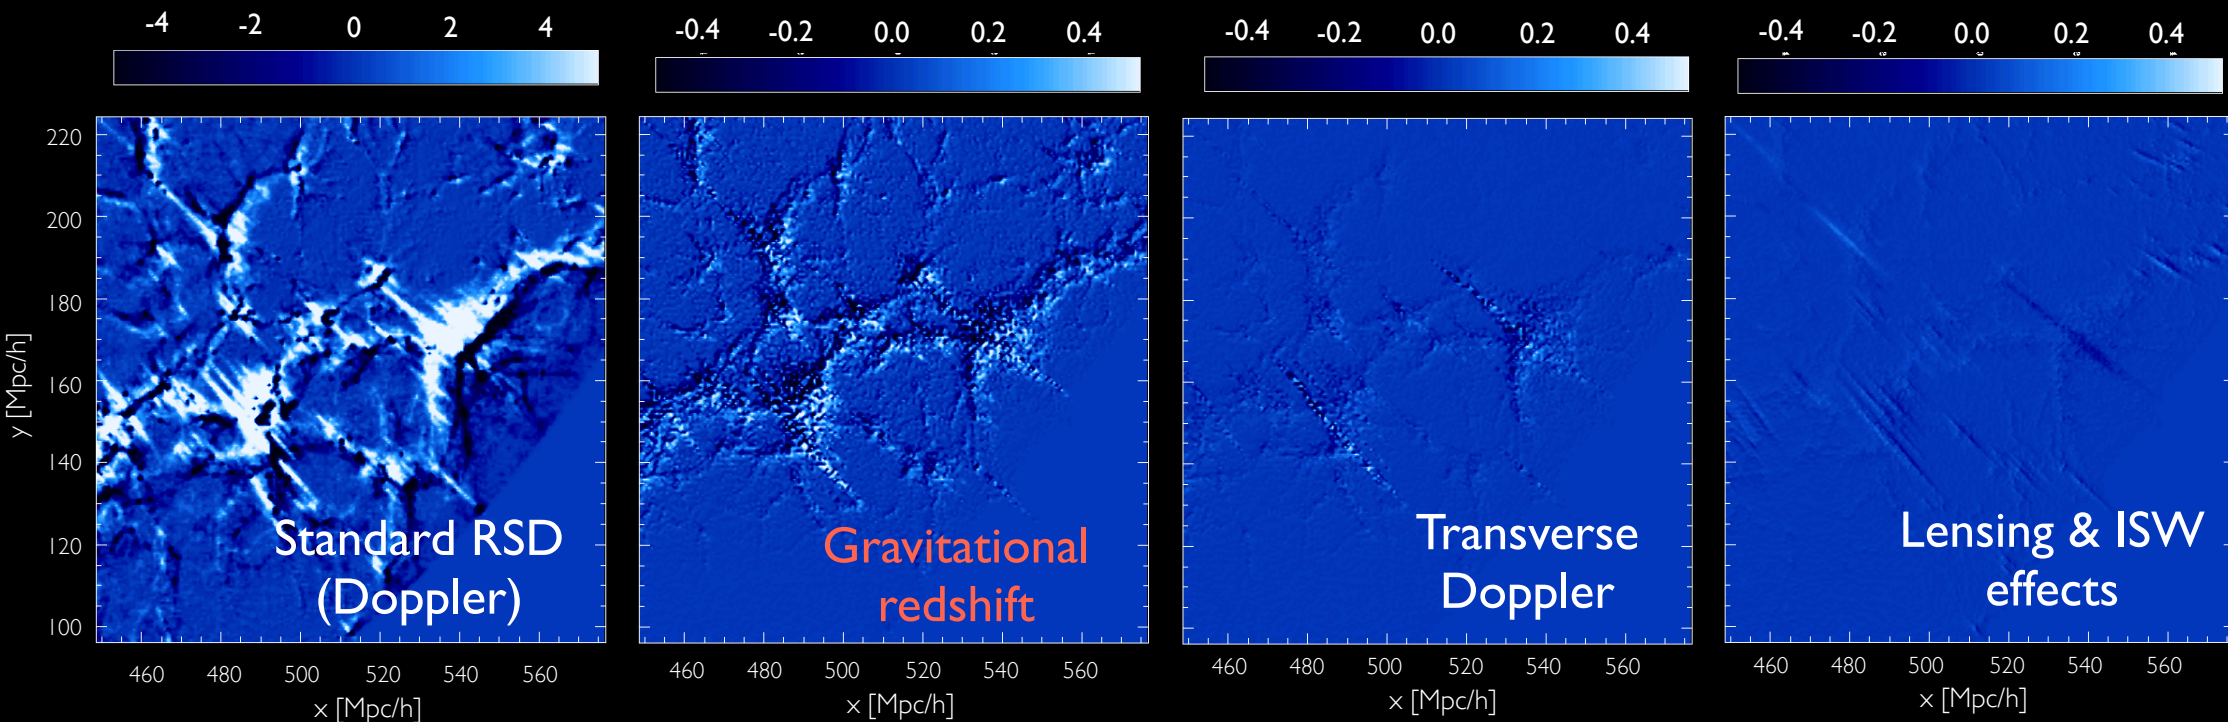 -4 -2 0 2 4
-0.4 -0.2 0.0 0.2 0.4
-0.4 -0.2 0.0 0.2 0.4
-0.4 -0.2 0.0 0.2 0.4
220
200
180
160
140
120
100
y [Mpc/h]
Standard RSD
(Doppler)
460 480 500 520 540 560
x [Mpc/h]
Gravitational
redshift
460 480 500 520 540 560
x [Mpc/h]
Transverse
Doppler
460 480 500 520 540 560
x [Mpc/h]
Lensing & ISW
effects
460 480 500 520 540 560
x [Mpc/h]